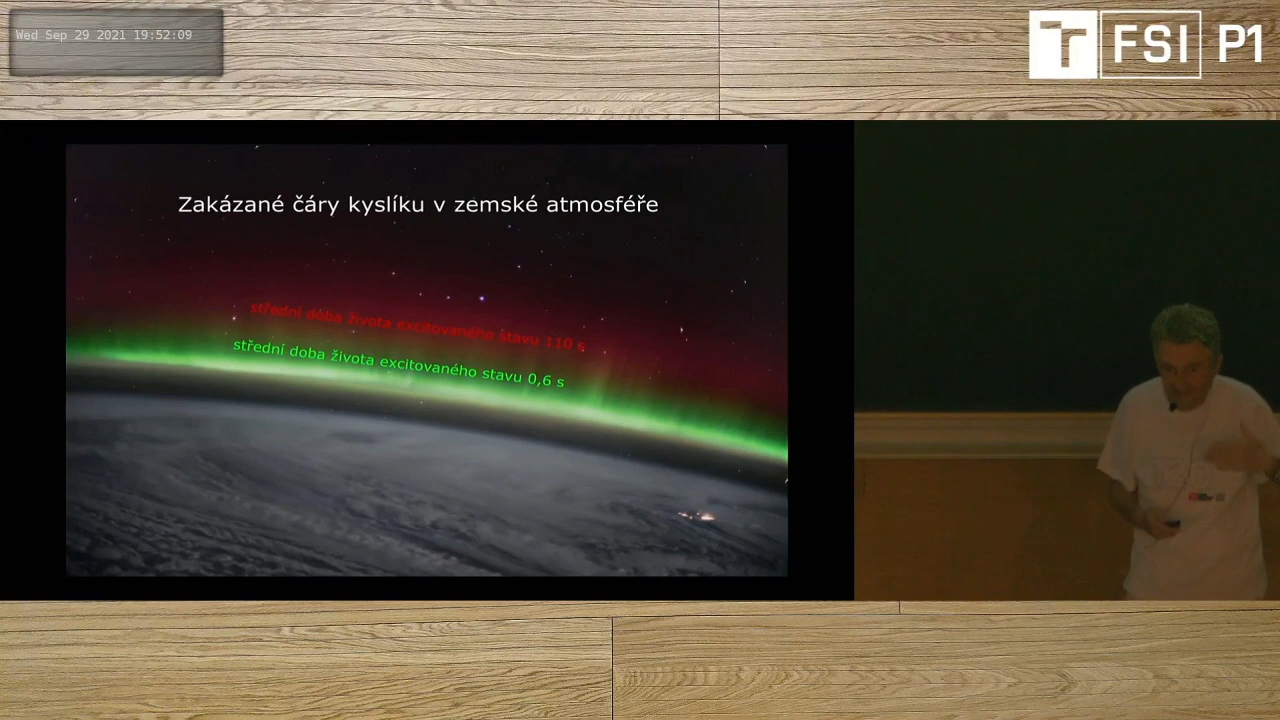 Wed Sep 29 2021 19:52:09
FSI P1
Zakázané čáry kyslíku v zemské atmosféře
střední doba života excitovaného stavu 110 s
střední doba života excitovaného stavu 0,6 s